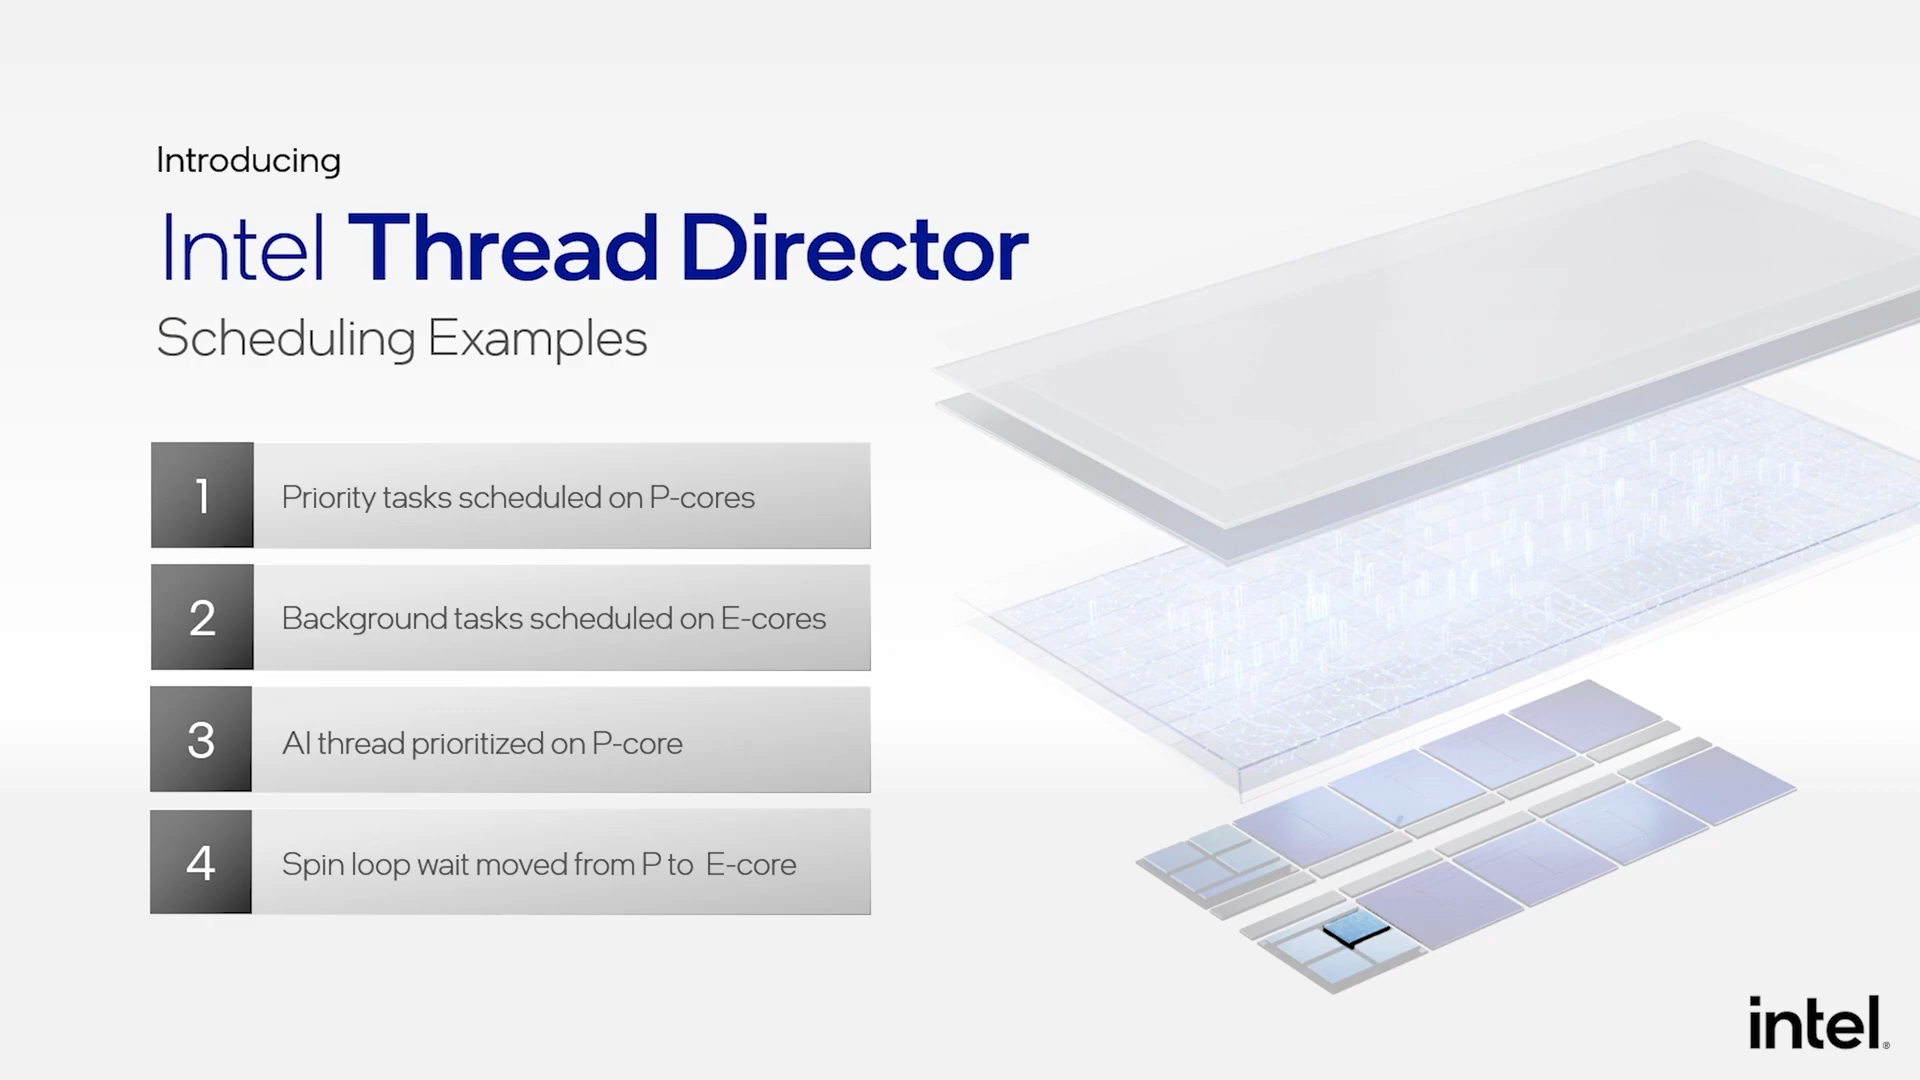 Introducing
Intel Thread Director
Scheduling Examples
1 Priority tasks scheduled on P-cores
2 Background tasks scheduled on E-cores
3 AI thread prioritized on P-core
4 Spin loop wait moved from P to E-core
intel®